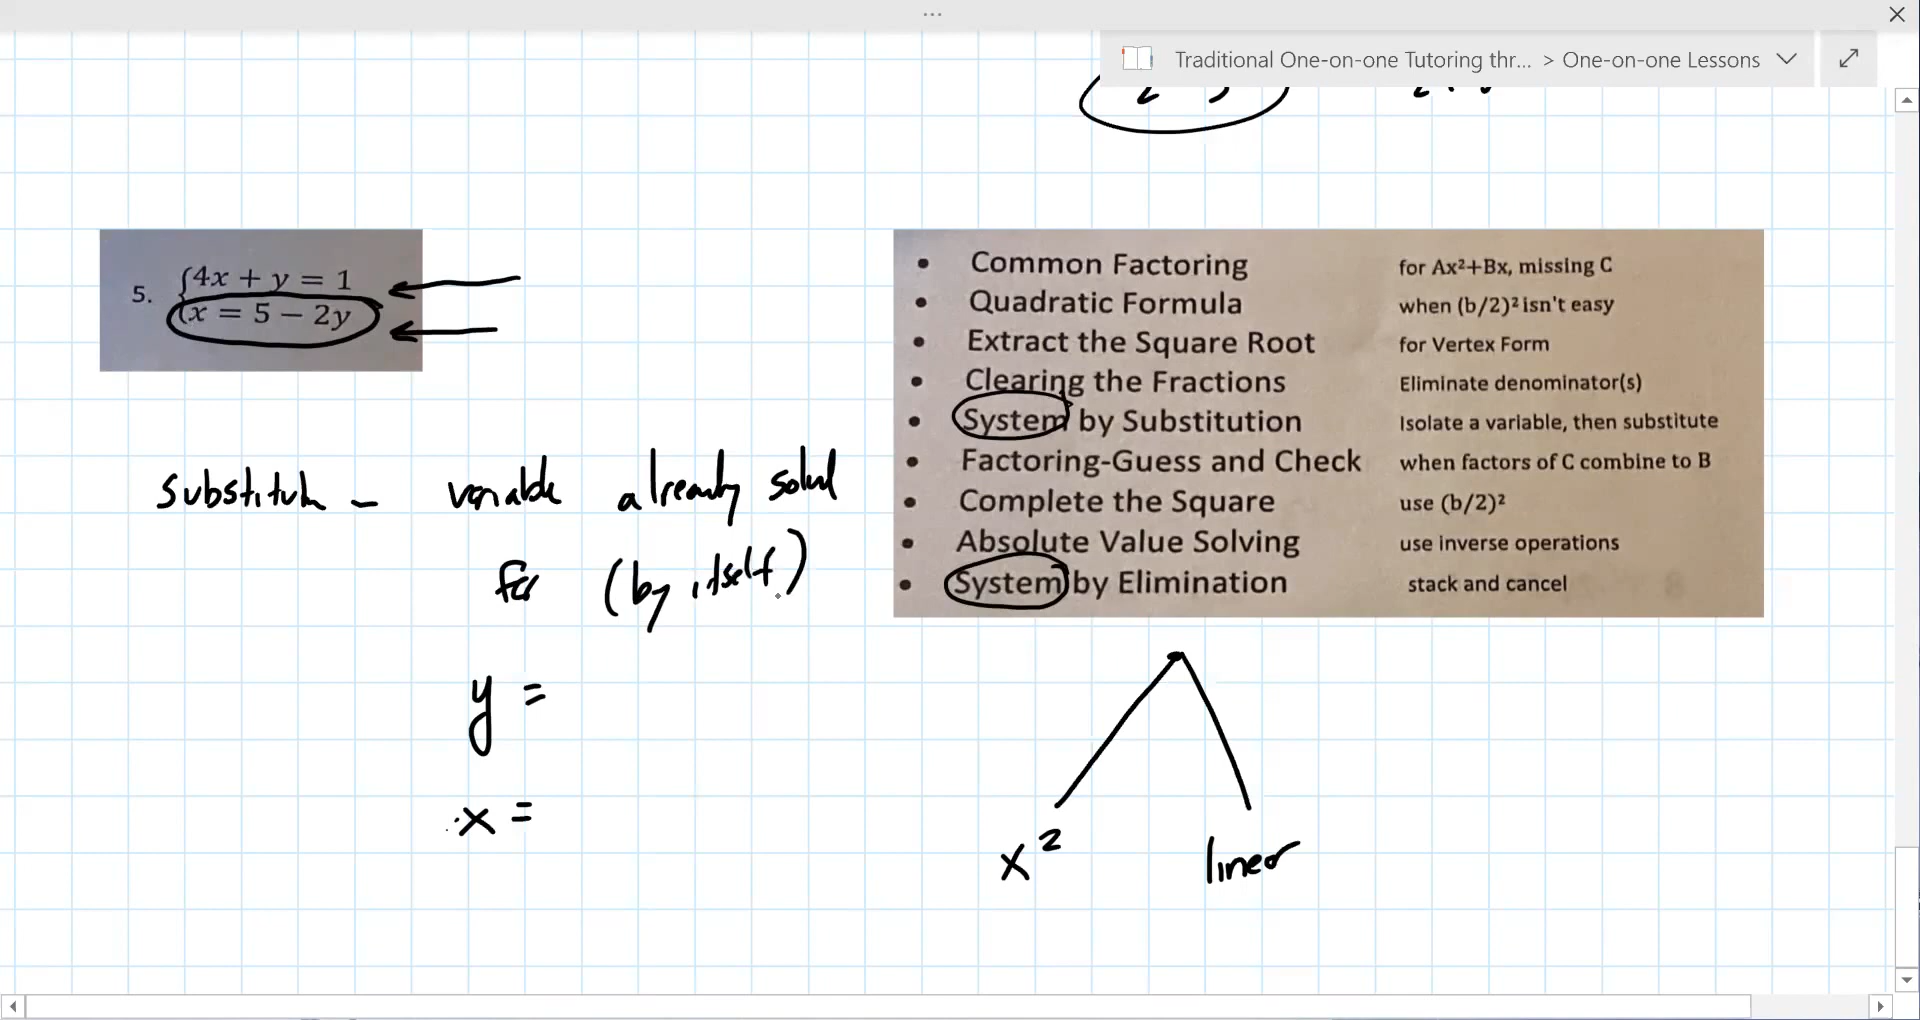 ...
Traditional One-on-one Tutoring thr... > One-on-one Lessons
5. {4x + y = 1
x = 5 − 2y
• Common Factoring for Ax²+Bx, missing C
• Quadratic Formula when (b/2)² isn't easy
• Extract the Square Root for Vertex Form
• Clearing the Fractions Eliminate denominator(s)
• System by Substitution Isolate a variable, then substitute
• Factoring-Guess and Check when factors of C combine to B
• Complete the Square use (b/2)²
• Absolute Value Solving use inverse operations
• System by Elimination stack and cancel
– variable already
for (by itself)
y =
x =
x² linear